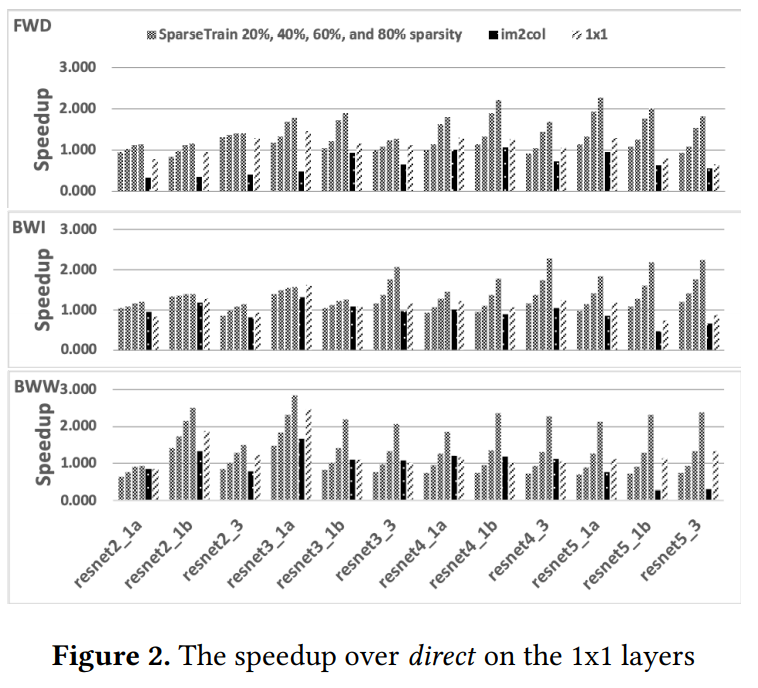 FWD
SparseTrain 20%, 40%, 60%, and 80% sparsity im2col 1x1
Speedup
3.000
2.000
1.000
0.000
BWI
Speedup
3.000
2.000
1.000
0.000
BWW
Speedup
3.000
2.000
1.000
0.000
resnet2_1a
resnet2_1b
resnet2_3
resnet3_1a
resnet3_1b
resnet3_3
resnet4_1a
resnet4_1b
resnet4_3
resnet5_1a
resnet5_1b
resnet5_3
Figure 2. The speedup over direct on the 1x1 layers